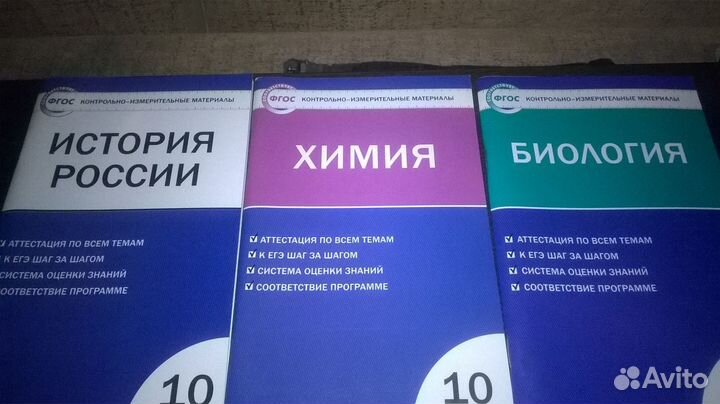 ФГОС
КОНТРОЛЬНО-ИЗМЕРИТЕЛЬНЫЕ МАТЕРИАЛЫ
ИСТОРИЯ
РОССИИ
АТТЕСТАЦИЯ ПО ВСЕМ ТЕМАМ
К ЕГЭ ШАГ ЗА ШАГОМ
СИСТЕМА ОЦЕНКИ ЗНАНИЙ
СООТВЕТСТВИЕ ПРОГРАММЕ
10
ФГОС
КОНТРОЛЬНО-ИЗМЕРИТЕЛЬНЫЕ МАТЕРИАЛЫ
ХИМИЯ
АТТЕСТАЦИЯ ПО ВСЕМ ТЕМАМ
К ЕГЭ ШАГ ЗА ШАГОМ
СИСТЕМА ОЦЕНКИ ЗНАНИЙ
СООТВЕТСТВИЕ ПРОГРАММЕ
10
ФГОС
КОНТРОЛЬНО-ИЗМЕРИТЕЛЬНЫЕ МАТЕРИАЛЫ
БИОЛОГИЯ
АТТЕСТАЦИЯ ПО ВСЕМ ТЕМАМ
К ЕГЭ ШАГ ЗА ШАГОМ
СИСТЕМА ОЦЕНКИ ЗНАНИЙ
СООТВЕТСТВИЕ ПРОГРАММЕ
Avito